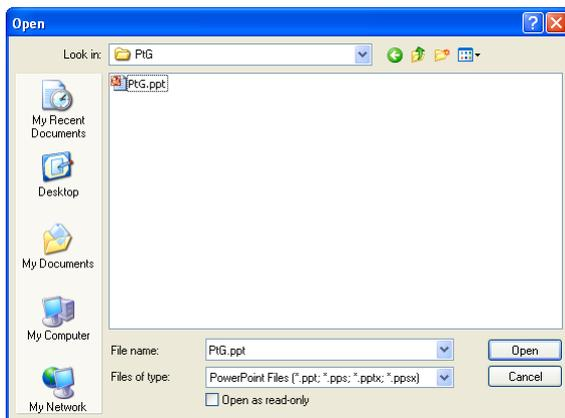 Open
Look in: PtG
PtG.ppt
My Recent
Documents
Desktop
My Documents
My Computer
My Network
File name: PtG.ppt Open
Files of type: PowerPoint Files (*.ppt; *.pps; *.pptx; *.ppsx) Cancel
Open as read-only